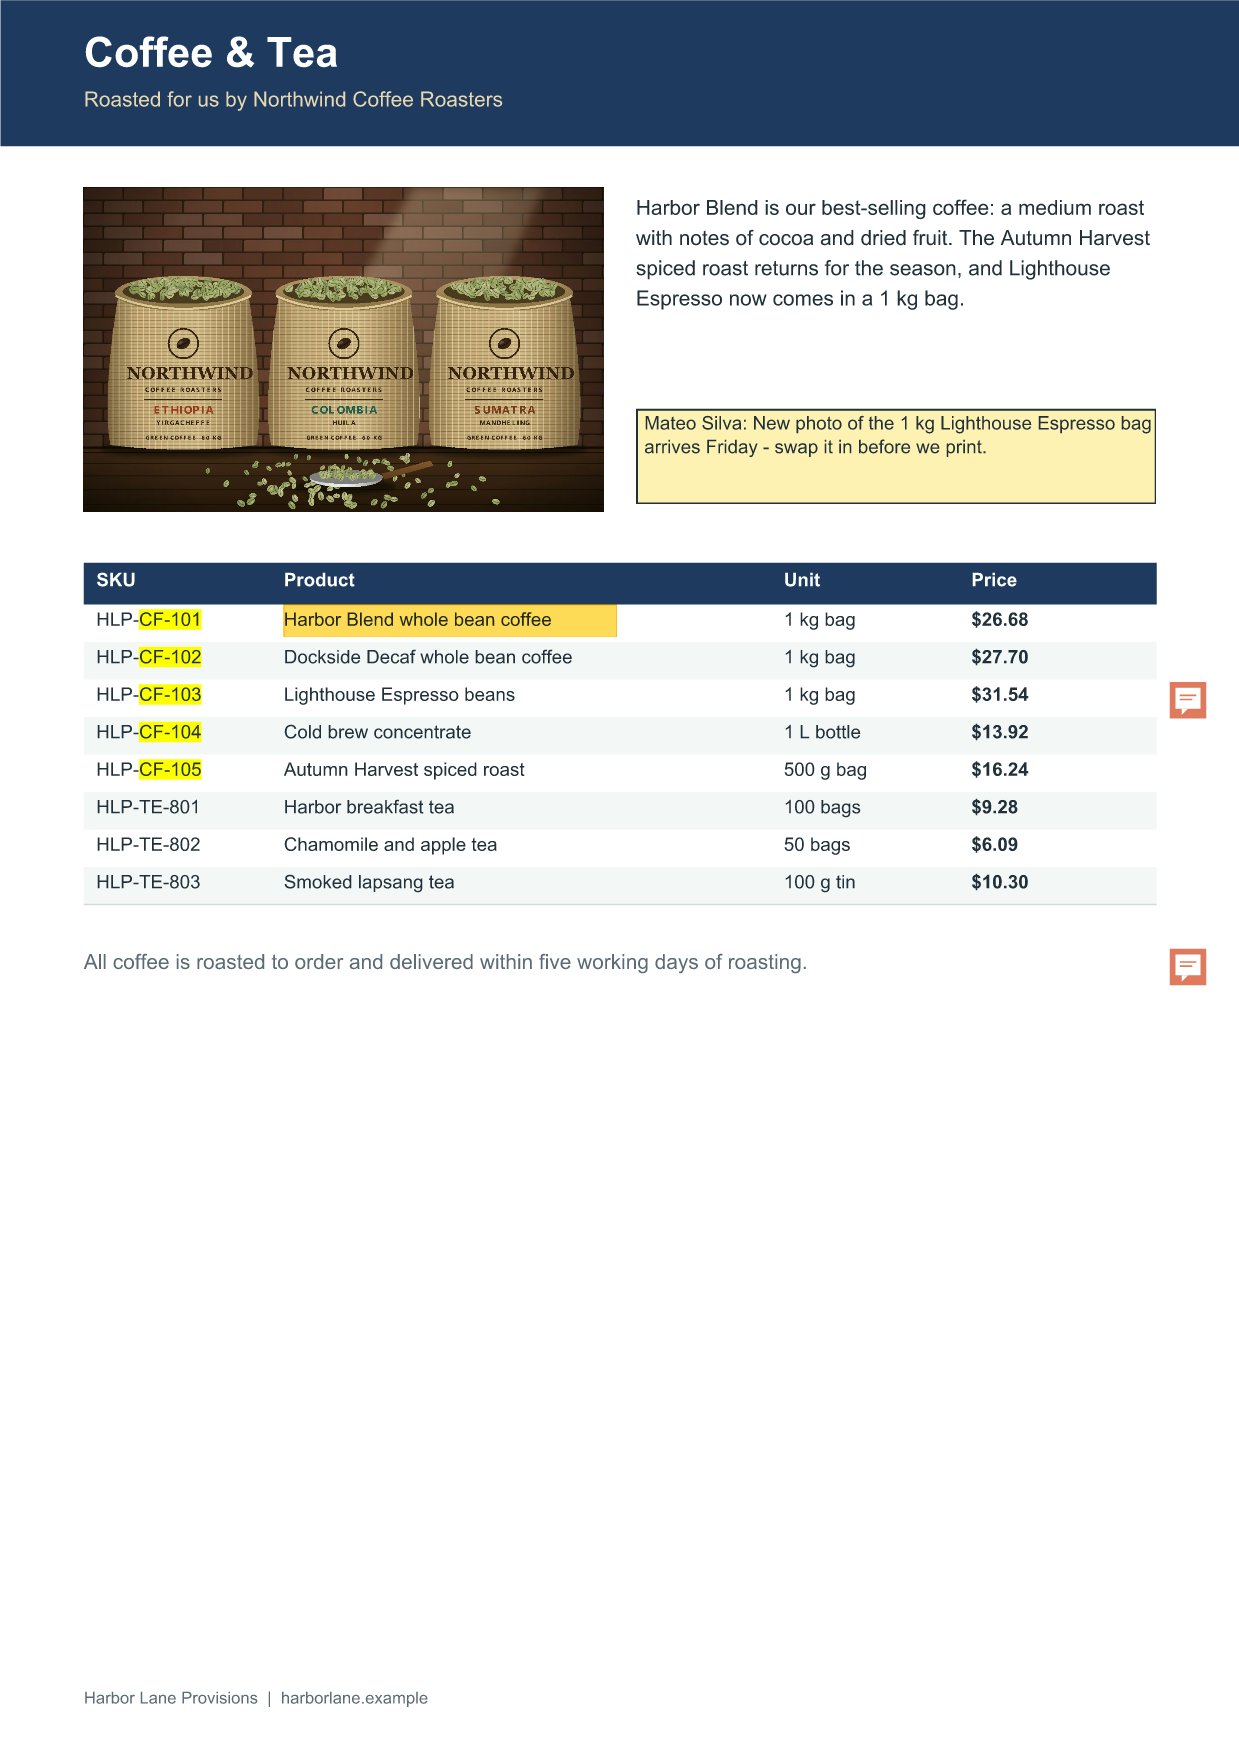 Coffee & Tea
Roasted for us by Northwind Coffee Roasters
NORTHWIND
COFFEE ROASTERS
ETHIOPIA
YIRGACHEFFE
GREEN COFFEE · 60 KG
NORTHWIND
COFFEE ROASTERS
COLOMBIA
HUILA
GREEN COFFEE · 60 KG
NORTHWIND
COFFEE ROASTERS
SUMATRA
MANDHELING
GREEN COFFEE · 60 KG
Harbor Blend is our best-selling coffee: a medium roast
with notes of cocoa and dried fruit. The Autumn Harvest
spiced roast returns for the season, and Lighthouse
Espresso now comes in a 1 kg bag.
Mateo Silva: New photo of the 1 kg Lighthouse Espresso bag
arrives Friday - swap it in before we print.
SKU Product Unit Price
HLP-CF-101 Harbor Blend whole bean coffee 1 kg bag $26.68
HLP-CF-102 Dockside Decaf whole bean coffee 1 kg bag $27.70
HLP-CF-103 Lighthouse Espresso beans 1 kg bag $31.54
HLP-CF-104 Cold brew concentrate 1 L bottle $13.92
HLP-CF-105 Autumn Harvest spiced roast 500 g bag $16.24
HLP-TE-801 Harbor breakfast tea 100 bags $9.28
HLP-TE-802 Chamomile and apple tea 50 bags $6.09
HLP-TE-803 Smoked lapsang tea 100 g tin $10.30
All coffee is roasted to order and delivered within five working days of roasting.
Harbor Lane Provisions | harborlane.example